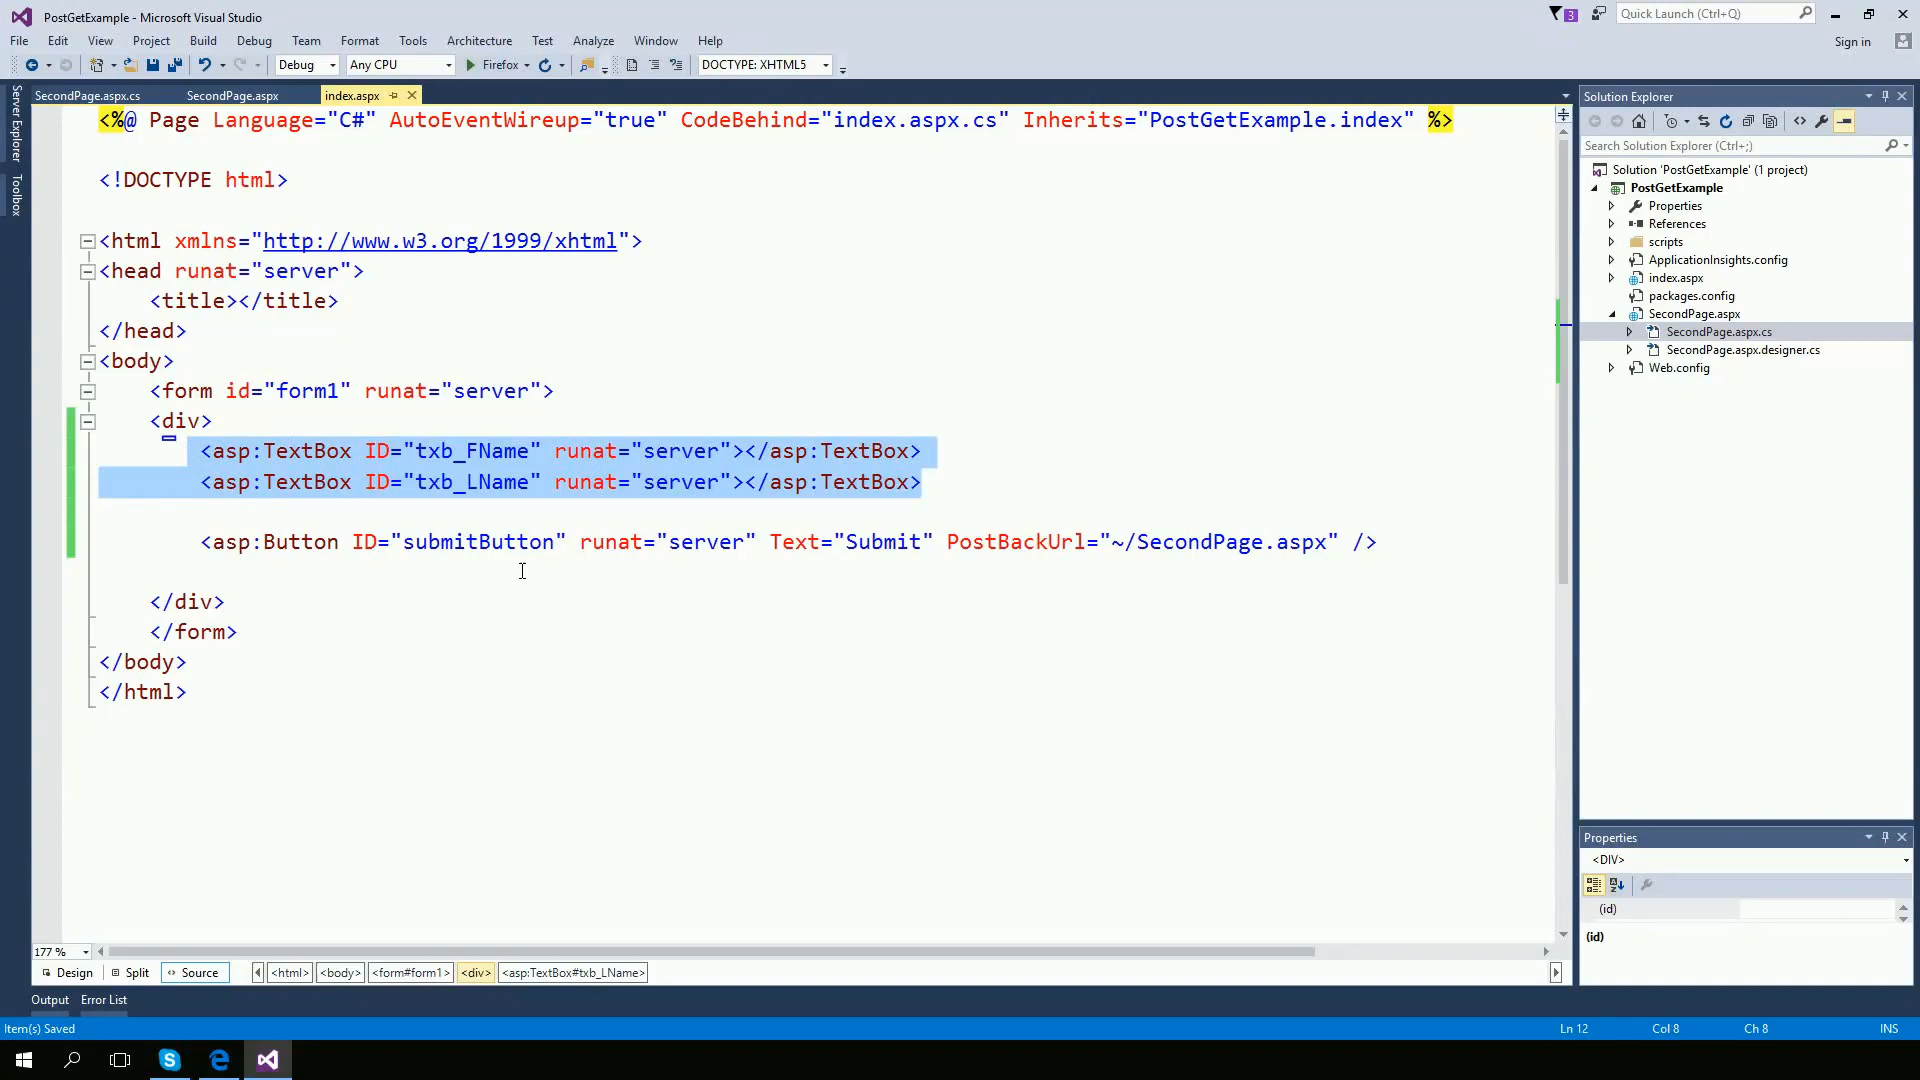 PostGetExample - Microsoft Visual Studio
3
Quick Launch (Ctrl+Q)
File Edit View Project Build Debug Team Format Tools Architecture Test Analyze Window Help
Sign in
Debug Any CPU Firefox DOCTYPE: XHTML5
Server Explorer
Toolbox
SecondPage.aspx.cs SecondPage.aspx index.aspx
<%@ Page Language="C#" AutoEventWireup="true" CodeBehind="index.aspx.cs" Inherits="PostGetExample.index" %>
<!DOCTYPE html>
<html xmlns="http://www.w3.org/1999/xhtml">
<head runat="server">
<title></title>
</head>
<body>
<form id="form1" runat="server">
<div>
<asp:TextBox ID="txb_FName" runat="server"></asp:TextBox>
<asp:TextBox ID="txb_LName" runat="server"></asp:TextBox>
<asp:Button ID="submitButton" runat="server" Text="Submit" PostBackUrl="~/SecondPage.aspx" />
</div>
</form>
</body>
</html>
177 %
Design Split Source <html> <body> <form#form1> <div> <asp:TextBox#txb_LName>
Solution Explorer
Search Solution Explorer (Ctrl+;)
Solution 'PostGetExample' (1 project)
PostGetExample
Properties
References
scripts
ApplicationInsights.config
index.aspx
packages.config
SecondPage.aspx
SecondPage.aspx.cs
SecondPage.aspx.designer.cs
Web.config
Properties
<DIV>
(id)
(id)
Output Error List
Item(s) Saved Ln 12 Col 8 Ch 8 INS